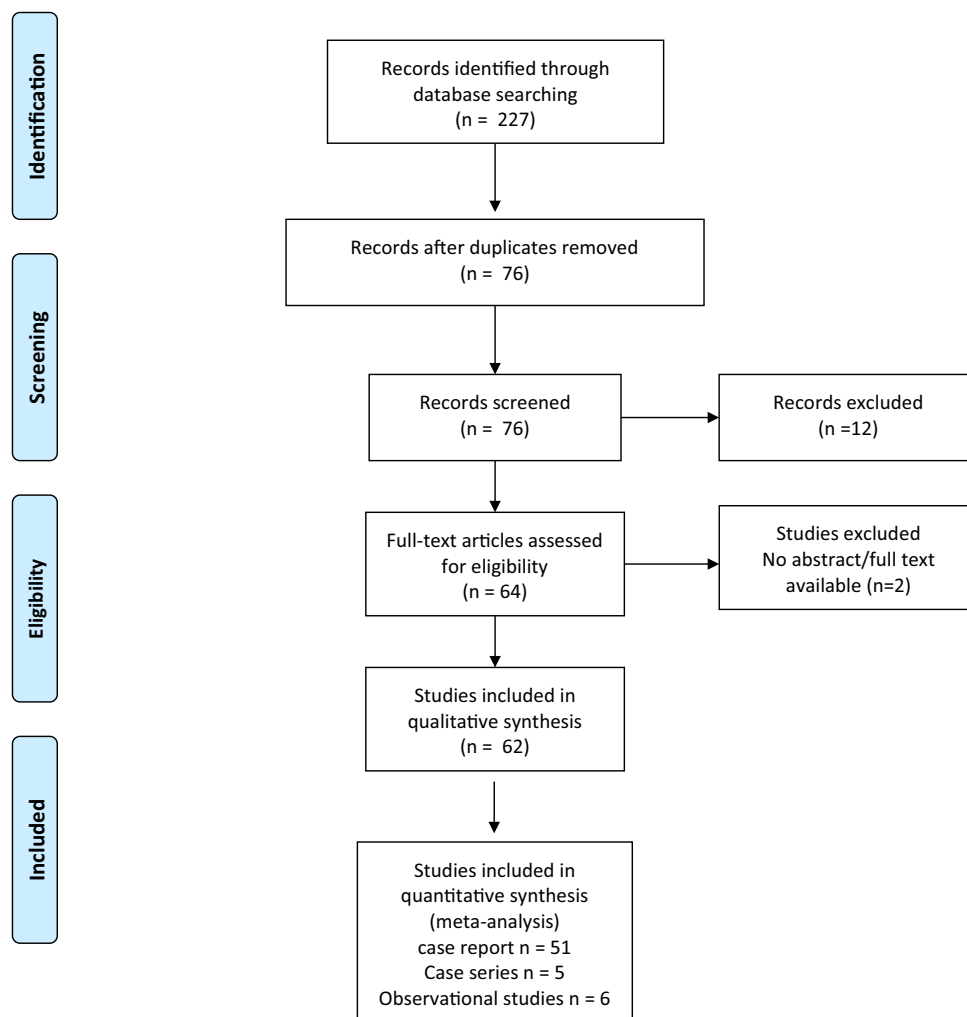 Identification
Records identified through
database searching
(n = 227)
Records after duplicates removed
(n = 76)
Screening
Records screened
(n = 76)
Records excluded
(n =12)
Eligibility
Full-text articles assessed
for eligibility
(n = 64)
Studies excluded
No abstract/full text
available (n=2)
Studies included in
qualitative synthesis
(n = 62)
Included
Studies included in
quantitative synthesis
(meta-analysis)
case report n = 51
Case series n = 5
Observational studies n = 6